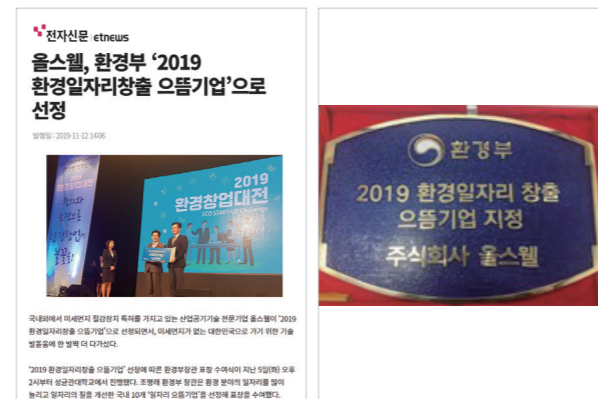 전자신문 | etnews
올스웰, 환경부 ‘2019
환경일자리창출 으뜸기업’으로
선정
발행일 : 2019-11-12 14:06
2019
환경창업대전
ECO START-UP Challenge
환경창업대전
국내외에서 미세먼지 절감장치 특허를 가지고 있는 산업공기기술 전문기업 올스웰이 ‘2019
환경일자리창출 으뜸기업’으로 선정되면서, 미세먼지가 없는 대한민국으로 가기 위한 기술
발돋움에 한 발짝 더 다가섰다.
‘2019 환경일자리창출 으뜸기업’ 선정에 따른 환경부장관 표창 수여식이 지난 5일(화) 오후
2시부터 성균관대학교에서 진행됐다. 조명래 환경부 장관은 환경 분야의 일자리를 많이
늘리고 일자리의 질을 개선한 국내 10개 ‘일자리 으뜸기업’을 선정해 표창을 수여했다.
환경부
2019 환경일자리 창출
으뜸기업 지정
주식회사 올스웰